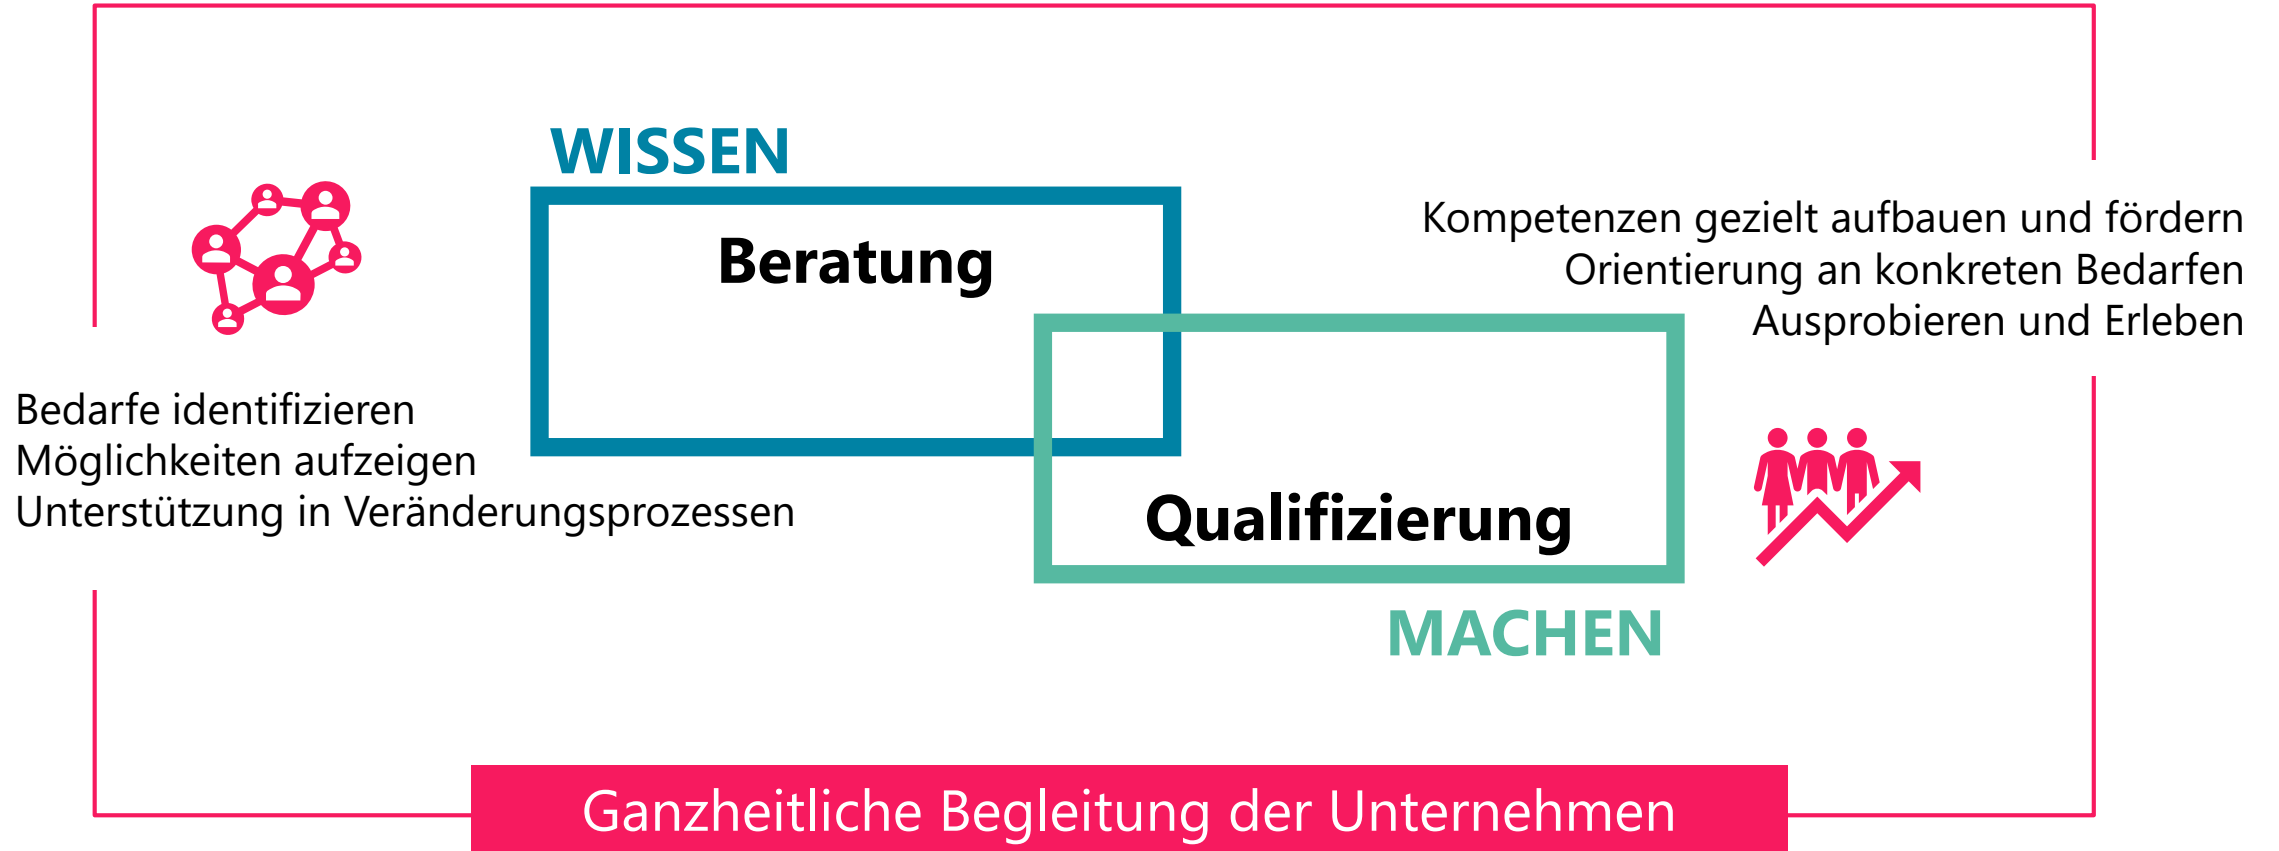 WISSEN
Beratung
Bedarfe identifizieren
Möglichkeiten aufzeigen
Unterstützung in Veränderungsprozessen
Kompetenzen gezielt aufbauen und fördern
Orientierung an konkreten Bedarfen
Ausprobieren und Erleben
Qualifizierung
MACHEN
Ganzheitliche Begleitung der Unternehmen